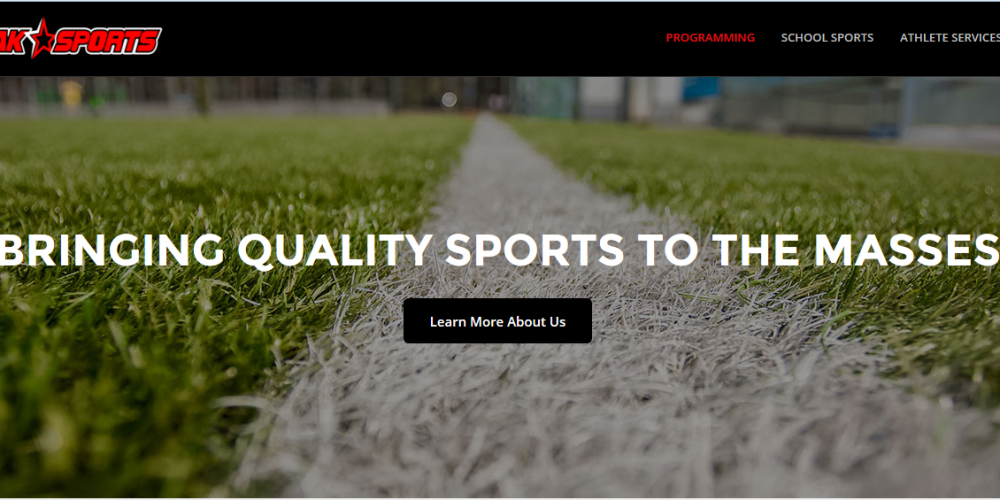 AK SPORTS
PROGRAMMING
SCHOOL SPORTS
ATHLETE SERVICES
BRINGING QUALITY SPORTS TO THE MASSES
Learn More About Us